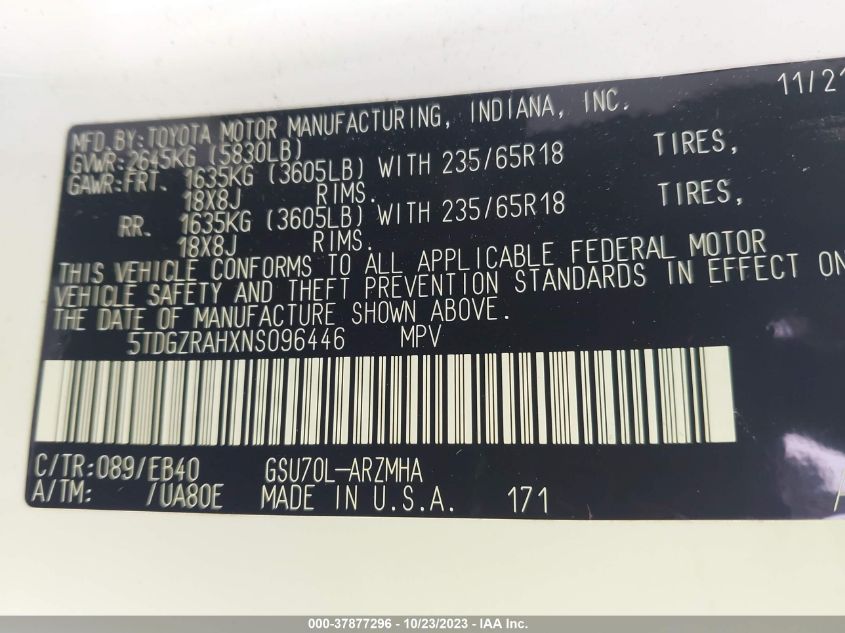 11/21
MFD.BY:TOYOTA MOTOR MANUFACTURING, INDIANA, INC.
GVWR:2645KG (5830LB)
GAWR:FRT. 1635KG (3605LB) WITH 235/65R18 TIRES,
18X8J RIMS.
RR. 1635KG (3605LB) WITH 235/65R18 TIRES,
18X8J RIMS.
THIS VEHICLE CONFORMS TO ALL APPLICABLE FEDERAL MOTOR
VEHICLE SAFETY AND THEFT PREVENTION STANDARDS IN EFFECT ON
THE DATE OF MANUFACTURE SHOWN ABOVE.
5TDGZRAHXNS096446 MPV
C/TR:089/EB40 GSU70L-ARZMHA
A/TM: /UA80E MADE IN U.S.A. 171
000-37877296 - 10/23/2023 - Copyright © IAA, Inc.